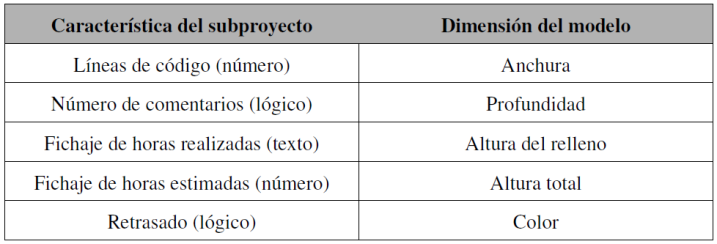 Característica del subproyecto Dimensión del modelo
Líneas de código (número) Anchura
Número de comentarios (lógico) Profundidad
Fichaje de horas realizadas (texto) Altura del relleno
Fichaje de horas estimadas (número) Altura total
Retrasado (lógico) Color